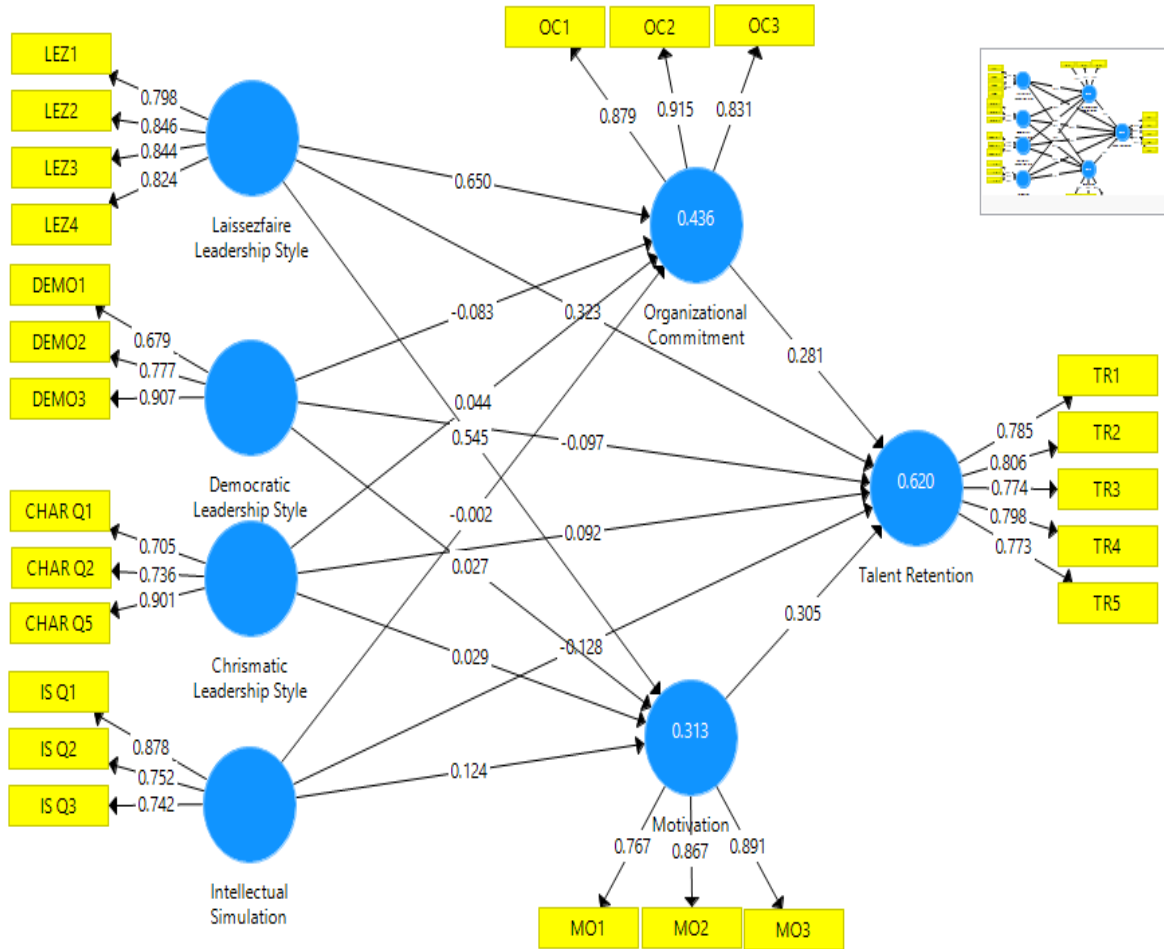 OC1
OC2
OC3
LEZ1
LEZ2
LEZ3
LEZ4
0.798
0.846
0.844
0.824
Laissezfaire
Leadership Style
0.879
0.915
0.831
0.436
Organizational
Commitment
0.650
-0.083
0.323
0.281
DEMO1
DEMO2
DEMO3
0.679
0.777
0.907
Democratic
Leadership Style
0.044
0.545
-0.097
0.620
Talent Retention
TR1
TR2
TR3
TR4
TR5
0.785
0.806
0.774
0.798
0.773
CHAR Q1
CHAR Q2
CHAR Q5
0.705
0.736
0.901
Chrismatic
Leadership Style
-0.002
0.092
0.027
0.029
-0.128
0.305
IS Q1
IS Q2
IS Q3
0.878
0.752
0.742
Intellectual
Simulation
0.124
0.313
Motivation
0.767
0.867
0.891
MO1
MO2
MO3